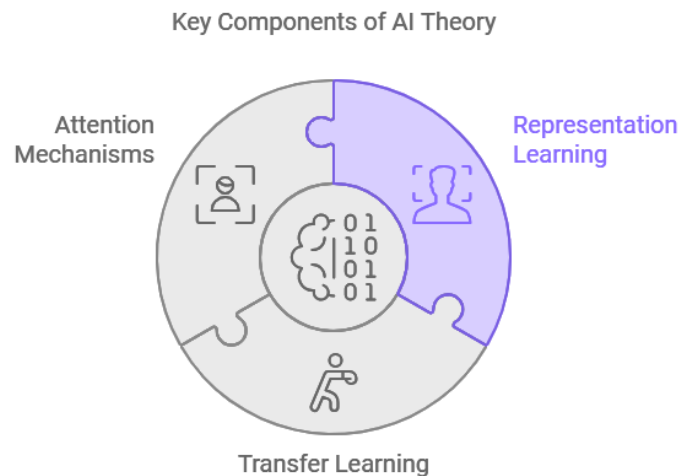 Key Components of AI Theory
Attention
Mechanisms
Representation
Learning
01
10
01
01
Transfer Learning